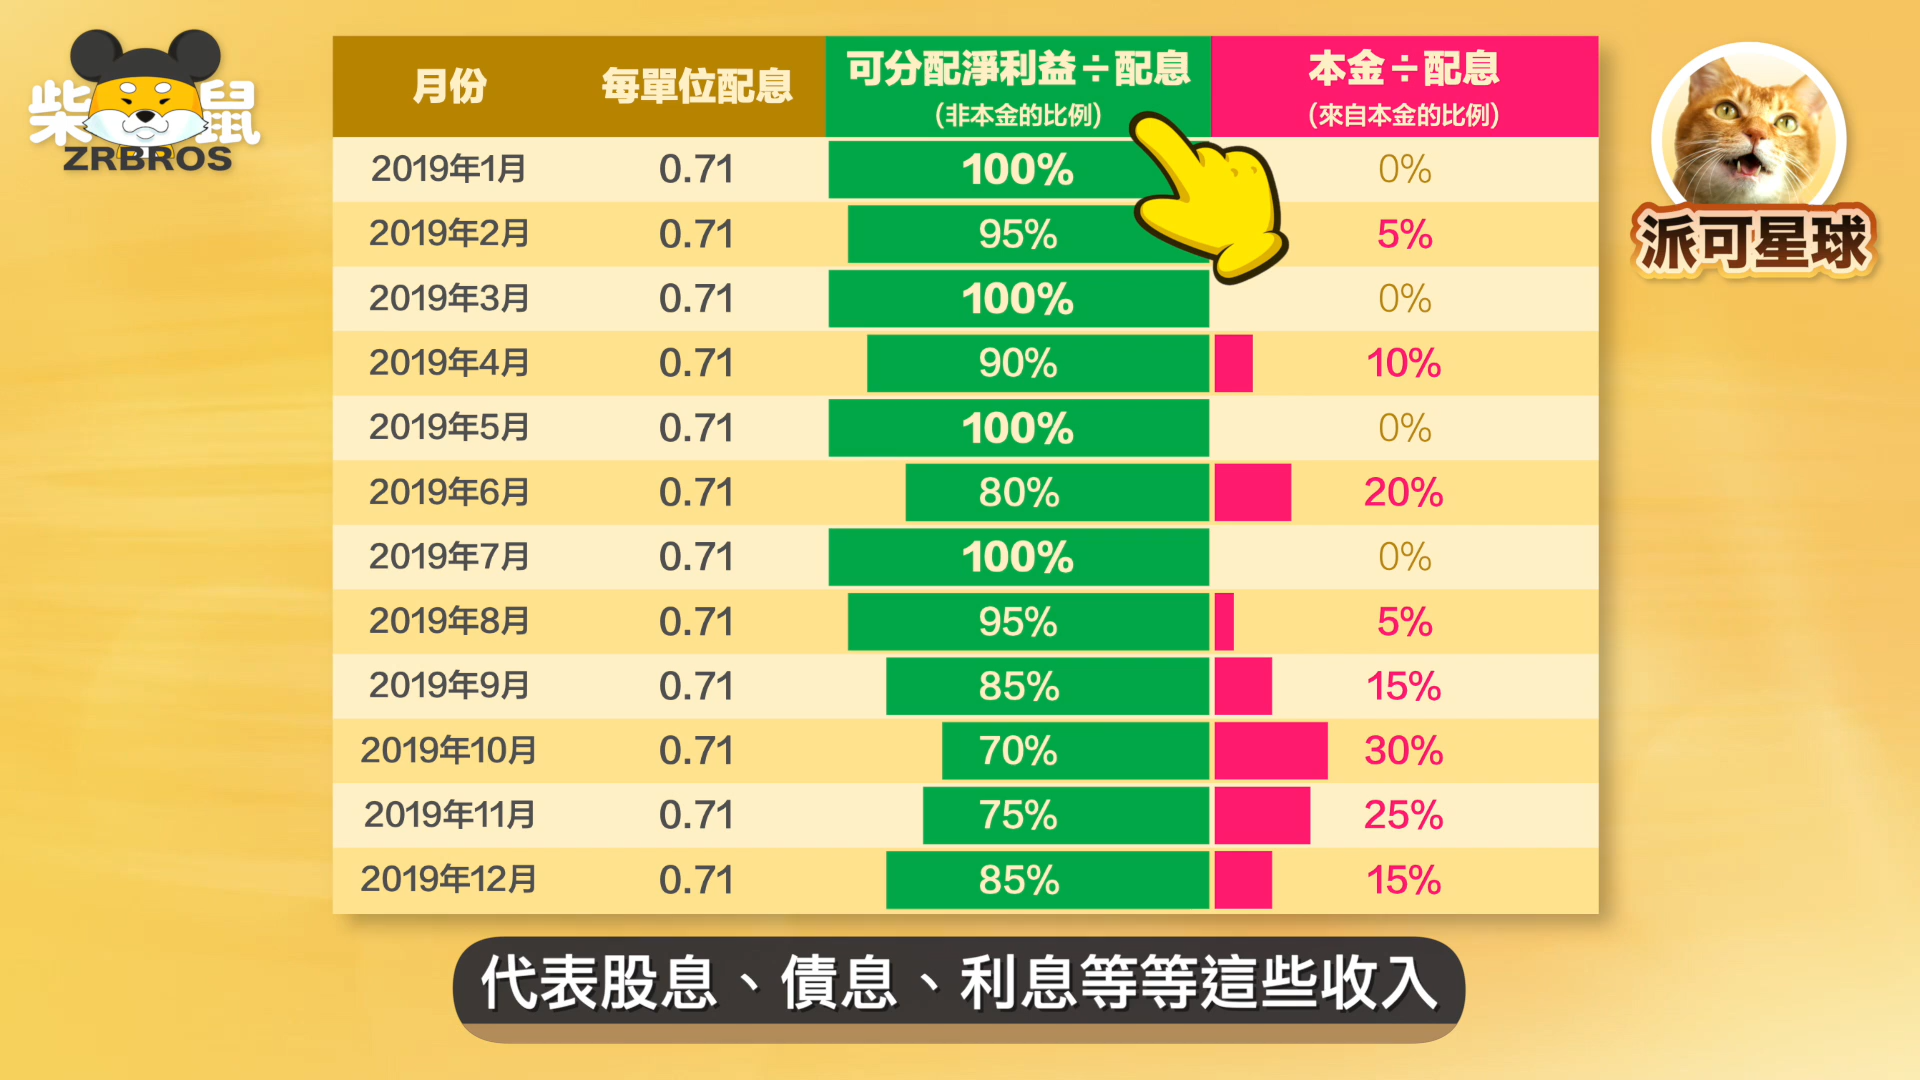 柴鼠
ZRBROS
月份 每單位配息 可分配淨利益÷配息 本金÷配息
(非本金的比例) (來自本金的比例)
2019年1月 0.71 100% 0%
2019年2月 0.71 95% 5%
2019年3月 0.71 100% 0%
2019年4月 0.71 90% 10%
2019年5月 0.71 100% 0%
2019年6月 0.71 80% 20%
2019年7月 0.71 100% 0%
2019年8月 0.71 95% 5%
2019年9月 0.71 85% 15%
2019年10月 0.71 70% 30%
2019年11月 0.71 75% 25%
2019年12月 0.71 85% 15%
派可星球
代表股息、債息、利息等等這些收入